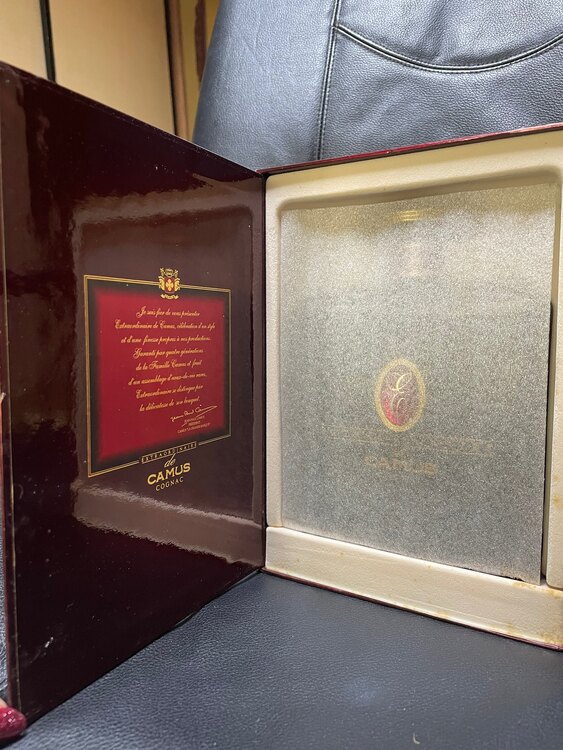 Je suis fier de vous présenter
Extraordinaire de Camus, célébration d'un style
et d'une finesse propres à ses productions.
Garanti par quatre générations
de la Famille Camus et fruit
d'un assemblage d'eaux-de-vie rares,
Extraordinaire se distingue par
la délicatesse de son bouquet.
EXTRAORDINAIRE
de
CAMUS
COGNAC
CAMUS